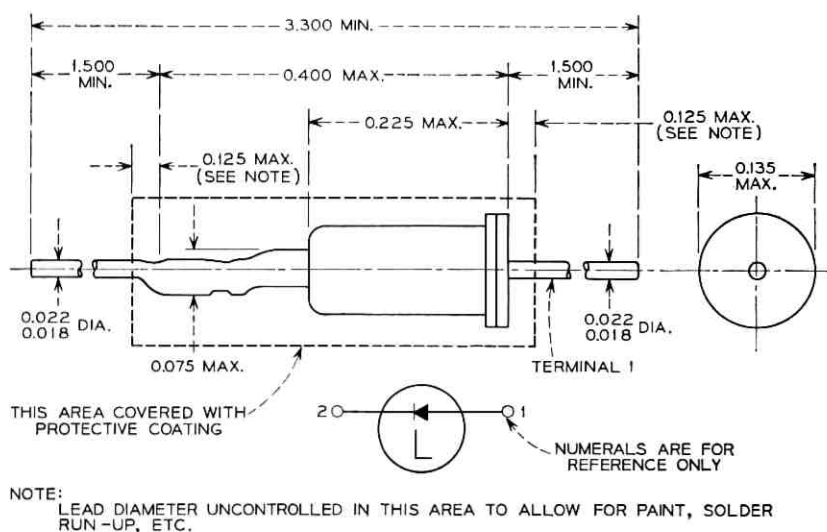 3.300 MIN.
1.500
MIN.
0.400 MAX.
1.500
MIN.
0.225 MAX.
0.125 MAX.
(SEE NOTE)
0.125 MAX.
(SEE NOTE)
0.135
MAX.
0.022
0.018 DIA.
0.075 MAX.
0.022
0.018 DIA.
TERMINAL 1
THIS AREA COVERED WITH
PROTECTIVE COATING
2
1
L
NUMERALS ARE FOR
REFERENCE ONLY
NOTE:
LEAD DIAMETER UNCONTROLLED IN THIS AREA TO ALLOW FOR PAINT, SOLDER
RUN-UP, ETC.